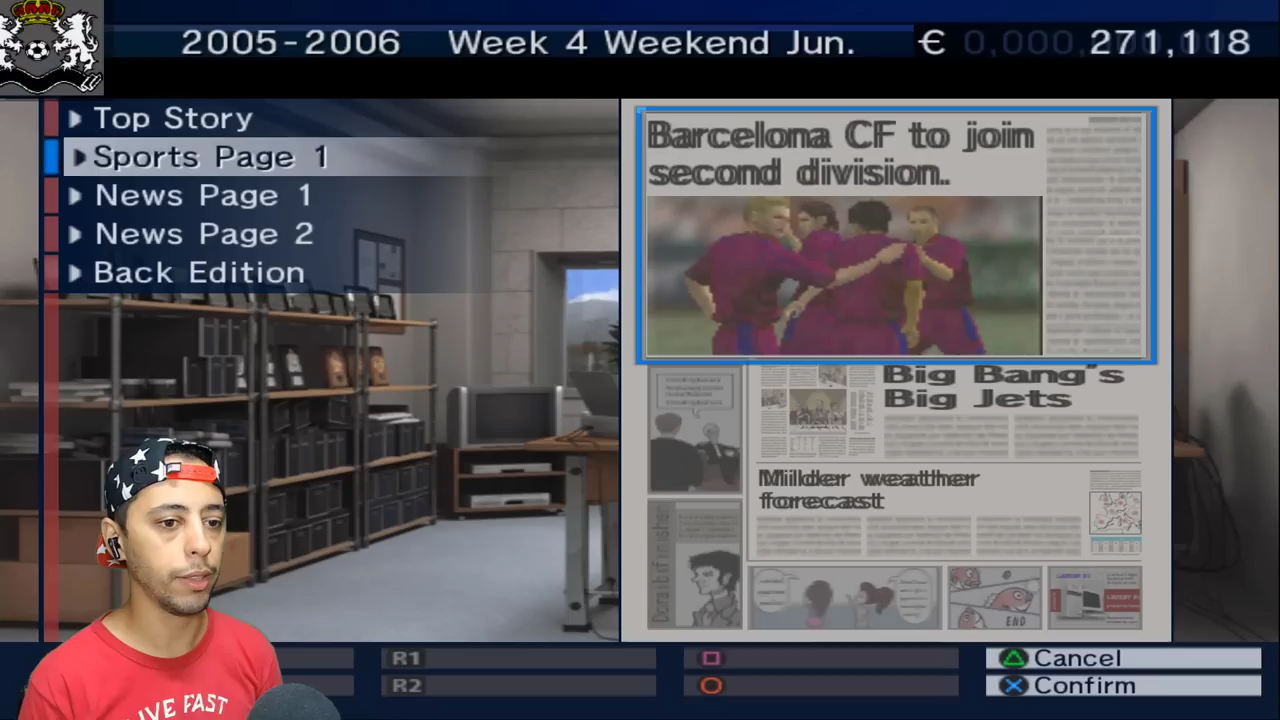 2005-2006 Week 4 Weekend Jun. € 0,000,271,118
Top Story
Sports Page 1
News Page 1
News Page 2
Back Edition
Barcelona CF to join
second division..
Big Bang's
Big Jets
Milder weather
forecast
END
R1
R2
Cancel
Confirm
LIVE FAST